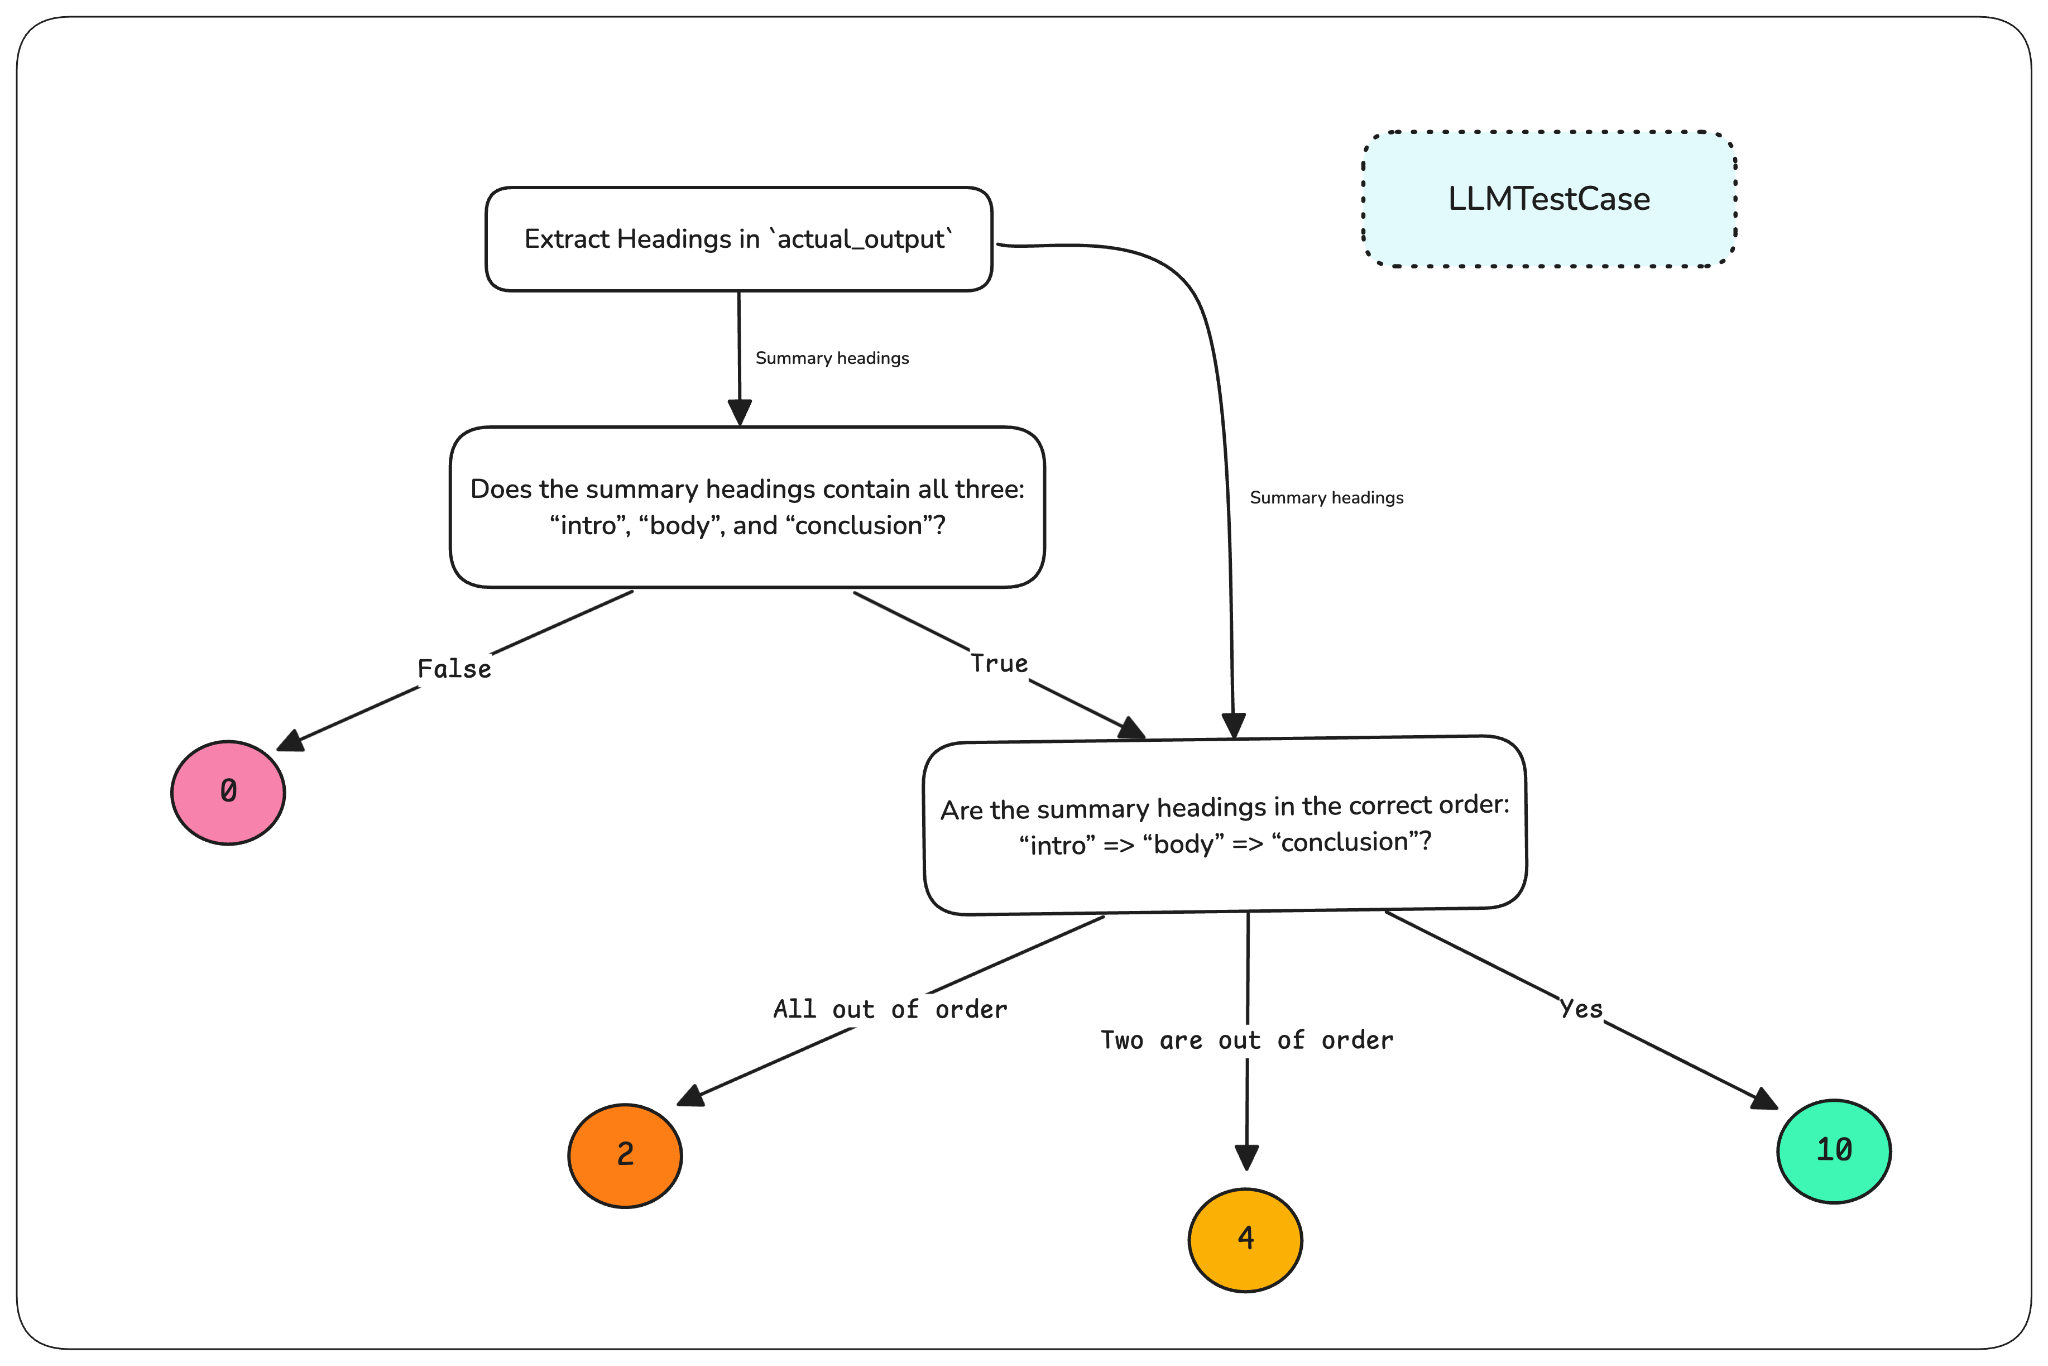 LLMTestCase
Extract Headings in `actual_output`
Summary headings
Does the summary headings contain all three:
“intro”, “body”, and “conclusion”?
Summary headings
False
True
0
Are the summary headings in the correct order:
“intro” => “body” => “conclusion”?
All out of order
Two are out of order
Yes
2
4
10